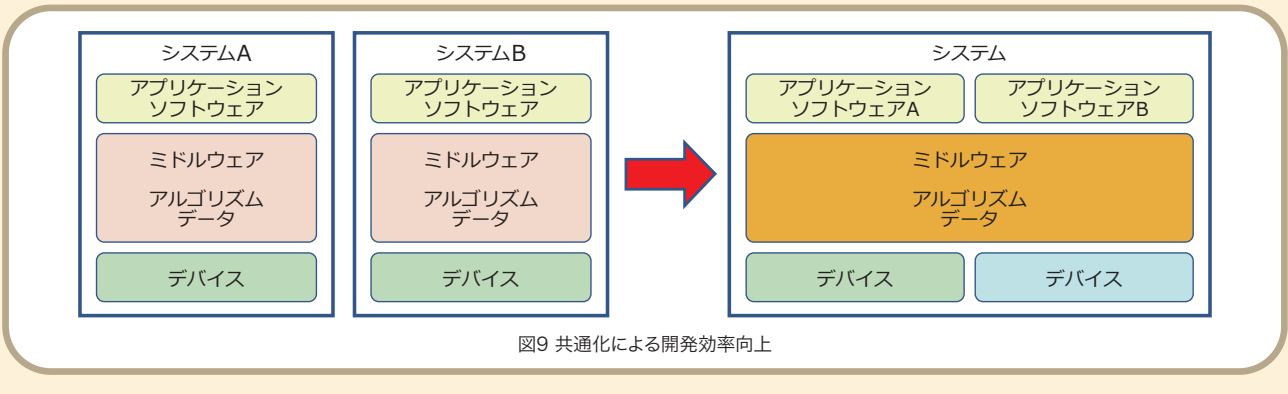 システムA
アプリケーション
ソフトウェア
ミドルウェア
アルゴリズム
データ
デバイス
システムB
アプリケーション
ソフトウェア
ミドルウェア
アルゴリズム
データ
デバイス
システム
アプリケーション
ソフトウェアA
アプリケーション
ソフトウェアB
ミドルウェア
アルゴリズム
データ
デバイス
デバイス
図9 共通化による開発効率向上